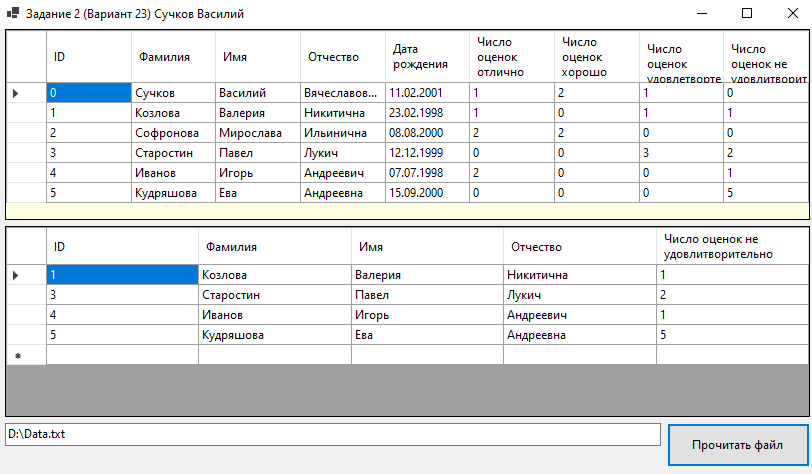 Задание 2 (Вариант 23) Сучков Василий
ID Фамилия Имя Отчество Дата рождения Число оценок отлично Число оценок хорошо Число оценок удовлетворте Число оценок не удовлитворит
0 Сучков Василий Вячеславов... 11.02.2001 1 2 1 0
1 Козлова Валерия Никитична 23.02.1998 1 0 1 1
2 Софронова Мирослава Ильинична 08.08.2000 2 2 0 0
3 Старостин Павел Лукич 12.12.1999 0 0 3 2
4 Иванов Игорь Андреевич 07.07.1998 2 0 0 1
5 Кудряшова Ева Андреевна 15.09.2000 0 0 0 5
ID Фамилия Имя Отчество Число оценок не удовлитворительно
1 Козлова Валерия Никитична 1
3 Старостин Павел Лукич 2
4 Иванов Игорь Андреевич 1
5 Кудряшова Ева Андреевна 5
D:\Data.txt
Прочитать файл